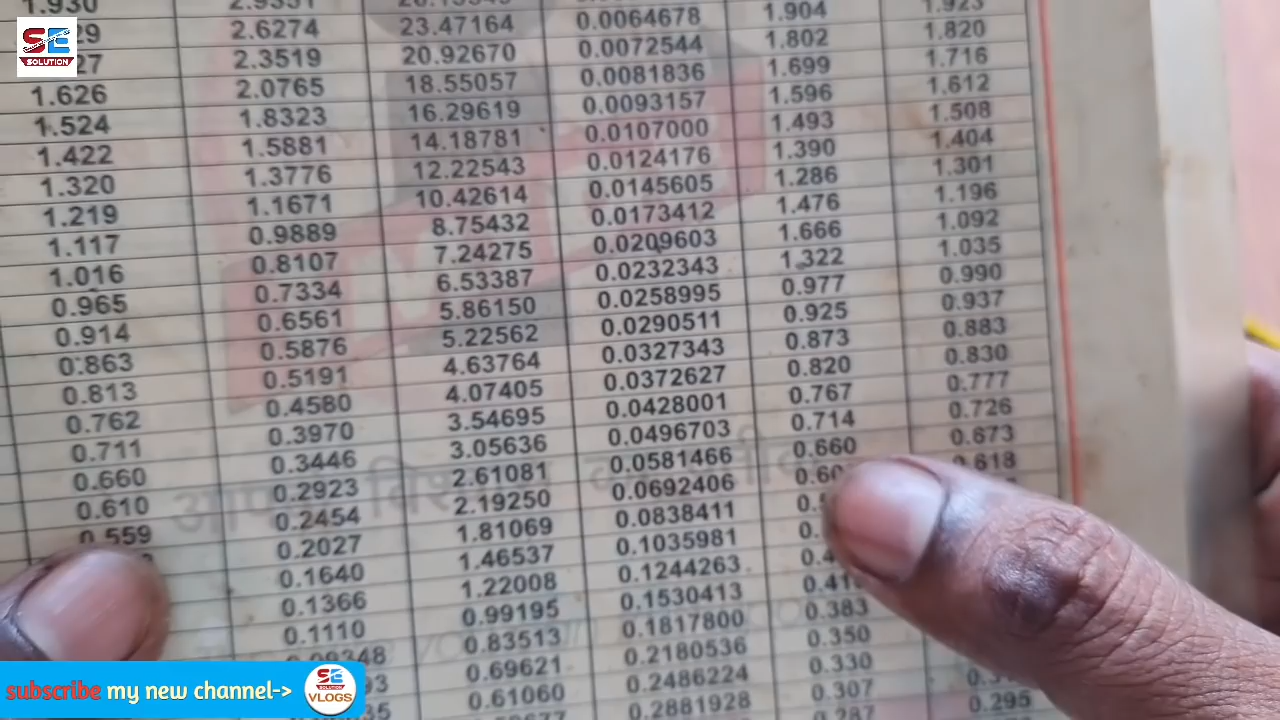 SE
SOLUTION
1.930
2.6274 23.47164 0.0064678 1.904 1.923
2.3519 20.92670 0.0072544 1.802 1.820
1.626 2.0765 18.55057 0.0081836 1.699 1.716
1.524 1.8323 16.29619 0.0093157 1.596 1.612
1.422 1.5881 14.18781 0.0107000 1.493 1.508
1.320 1.3776 12.22543 0.0124176 1.390 1.404
1.219 1.1671 10.42614 0.0145605 1.286 1.301
1.117 0.9889 8.75432 0.0173412 1.476 1.196
1.016 0.8107 7.24275 0.0209603 1.666 1.092
0.965 0.7334 6.53387 0.0232343 1.322 1.035
0.914 0.6561 5.86150 0.0258995 0.977 0.990
0.863 0.5876 5.22562 0.0290511 0.925 0.937
0.813 0.5191 4.63764 0.0327343 0.873 0.883
0.762 0.4580 4.07405 0.0372627 0.820 0.830
0.711 0.3970 3.54695 0.0428001 0.767 0.777
0.660 0.3446 3.05636 0.0496703 0.714 0.726
0.610 0.2923 2.61081 0.0581466 0.660 0.673
0.559 0.2454 2.19250 0.0692406 0.618
0.2027 1.81069 0.0838411
0.1640 1.46537 0.1035981
0.1366 1.22008 0.1244263
0.1110 0.99195 0.1530413
0.83513 0.1817800 0.383
0.69621 0.2180536 0.350
0.61060 0.2486224 0.330
0.2881928 0.307
0.287 0.295
subscribe my new channel->
SE
SOLUTION
VLOGS